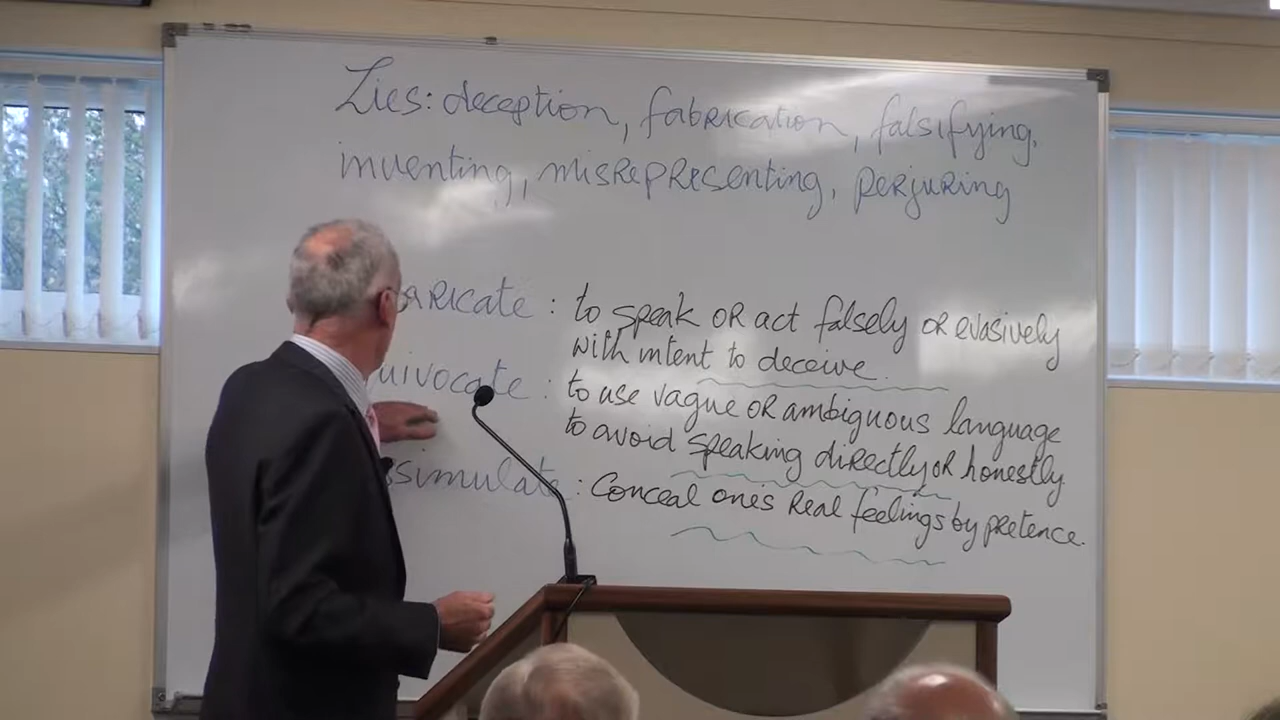 Lies: deception, fabrication, falsifying,
inventing, misrepresenting, perjuring
aricate : to speak or act falsely or evasively
with intent to deceive.
uivocate : to use vague or ambiguous language
to avoid speaking directly or honestly
ssimulate : Conceal one's real feelings by pretence.